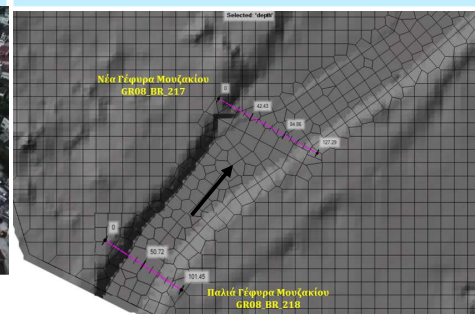 Selected: 'depth'
Νέα Γέφυρα Μουζακίου
GR08_BR_217
0
42.43
84.86
127.29
0
50.72
101.45
Παλιά Γέφυρα Μουζακίου
GR08_BR_218